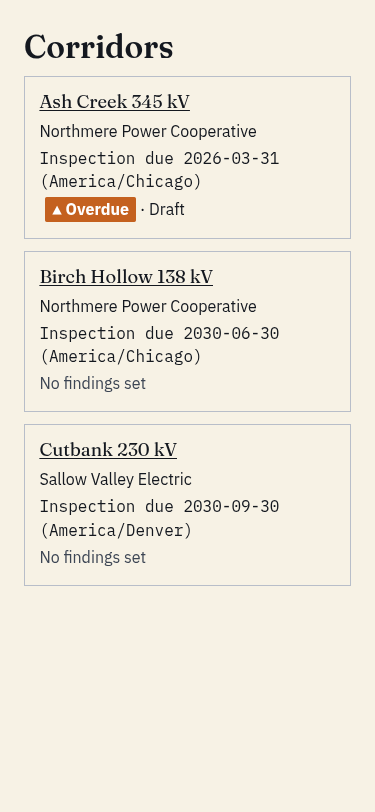 Corridors
Ash Creek 345 kV
Northmere Power Cooperative
Inspection due 2026-03-31
(America/Chicago)
▲ Overdue · Draft
Birch Hollow 138 kV
Northmere Power Cooperative
Inspection due 2030-06-30
(America/Chicago)
No findings set
Cutbank 230 kV
Sallow Valley Electric
Inspection due 2030-09-30
(America/Denver)
No findings set